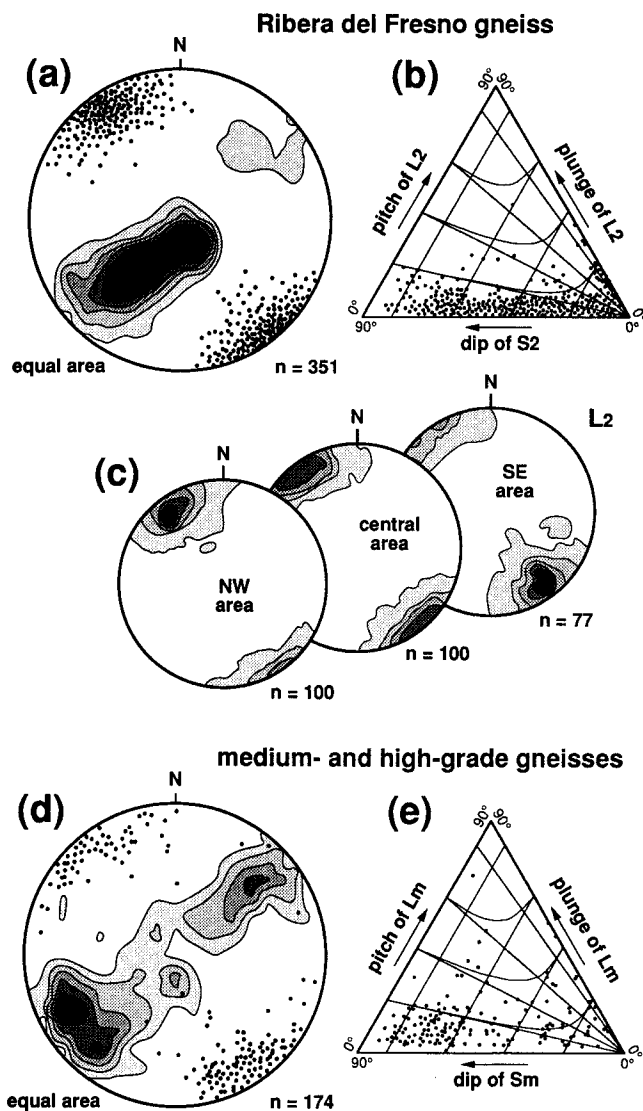 Ribera del Fresno gneiss
(a)
N
equal area
n = 351
(b)
90° 90°
pitch of L2
plunge of L2
0° 0°
90° 0°
dip of S2
(c)
L2
N
NW
area
n = 100
N
central
area
n = 100
N
SE
area
n = 77
medium- and high-grade gneisses
(d)
N
equal area
n = 174
(e)
90° 90°
pitch of Lm
plunge of Lm
0° 0°
90° 0°
dip of Sm